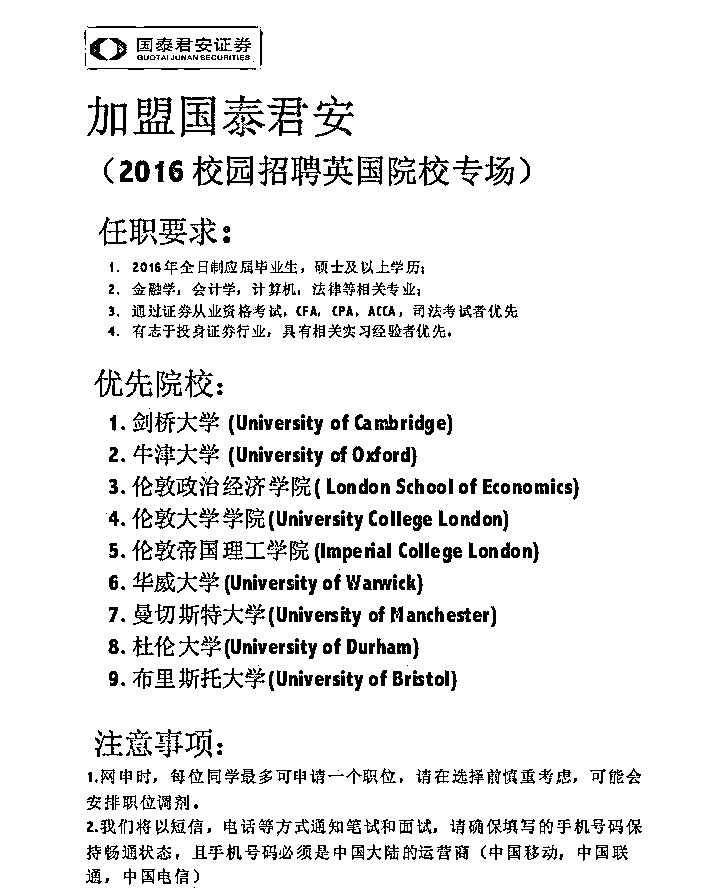 国泰君安证券
GUOTAI JUNAN SECURITIES
加盟国泰君安
（2016 校园招聘英国院校专场）
任职要求：
1. 2016年全日制应届毕业生，硕士及以上学历；
2. 金融学，会计学，计算机，法律等相关专业；
3. 通过证券从业资格考试，CFA，CPA，ACCA，司法考试者优先
4. 有志于投身证券行业，具有相关实习经验者优先。
优先院校：
1. 剑桥大学 (University of Cambridge)
2. 牛津大学 (University of Oxford)
3. 伦敦政治经济学院( London School of Economics)
4. 伦敦大学学院(University College London)
5. 伦敦帝国理工学院(Imperial College London)
6. 华威大学(University of Warwick)
7. 曼切斯特大学(University of Manchester)
8. 杜伦大学(University of Durham)
9. 布里斯托大学(University of Bristol)
注意事项：
1.网申时，每位同学最多可申请一个职位，请在选择前慎重考虑，可能会
安排职位调剂。
2.我们将以短信，电话等方式通知笔试和面试，请确保填写的手机号码保
持畅通状态，且手机号码必须是中国大陆的运营商（中国移动，中国联
通，中国电信）